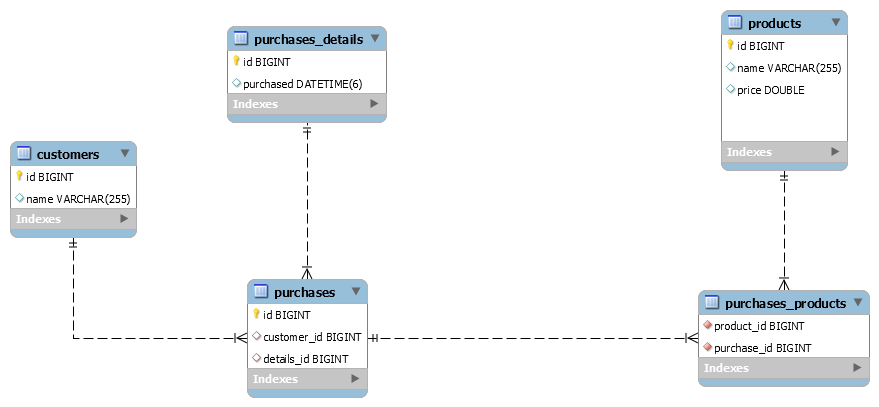 purchases_details
id BIGINT
purchased DATETIME(6)
Indexes
products
id BIGINT
name VARCHAR(255)
price DOUBLE
Indexes
customers
id BIGINT
name VARCHAR(255)
Indexes
purchases
id BIGINT
customer_id BIGINT
details_id BIGINT
Indexes
purchases_products
product_id BIGINT
purchase_id BIGINT
Indexes